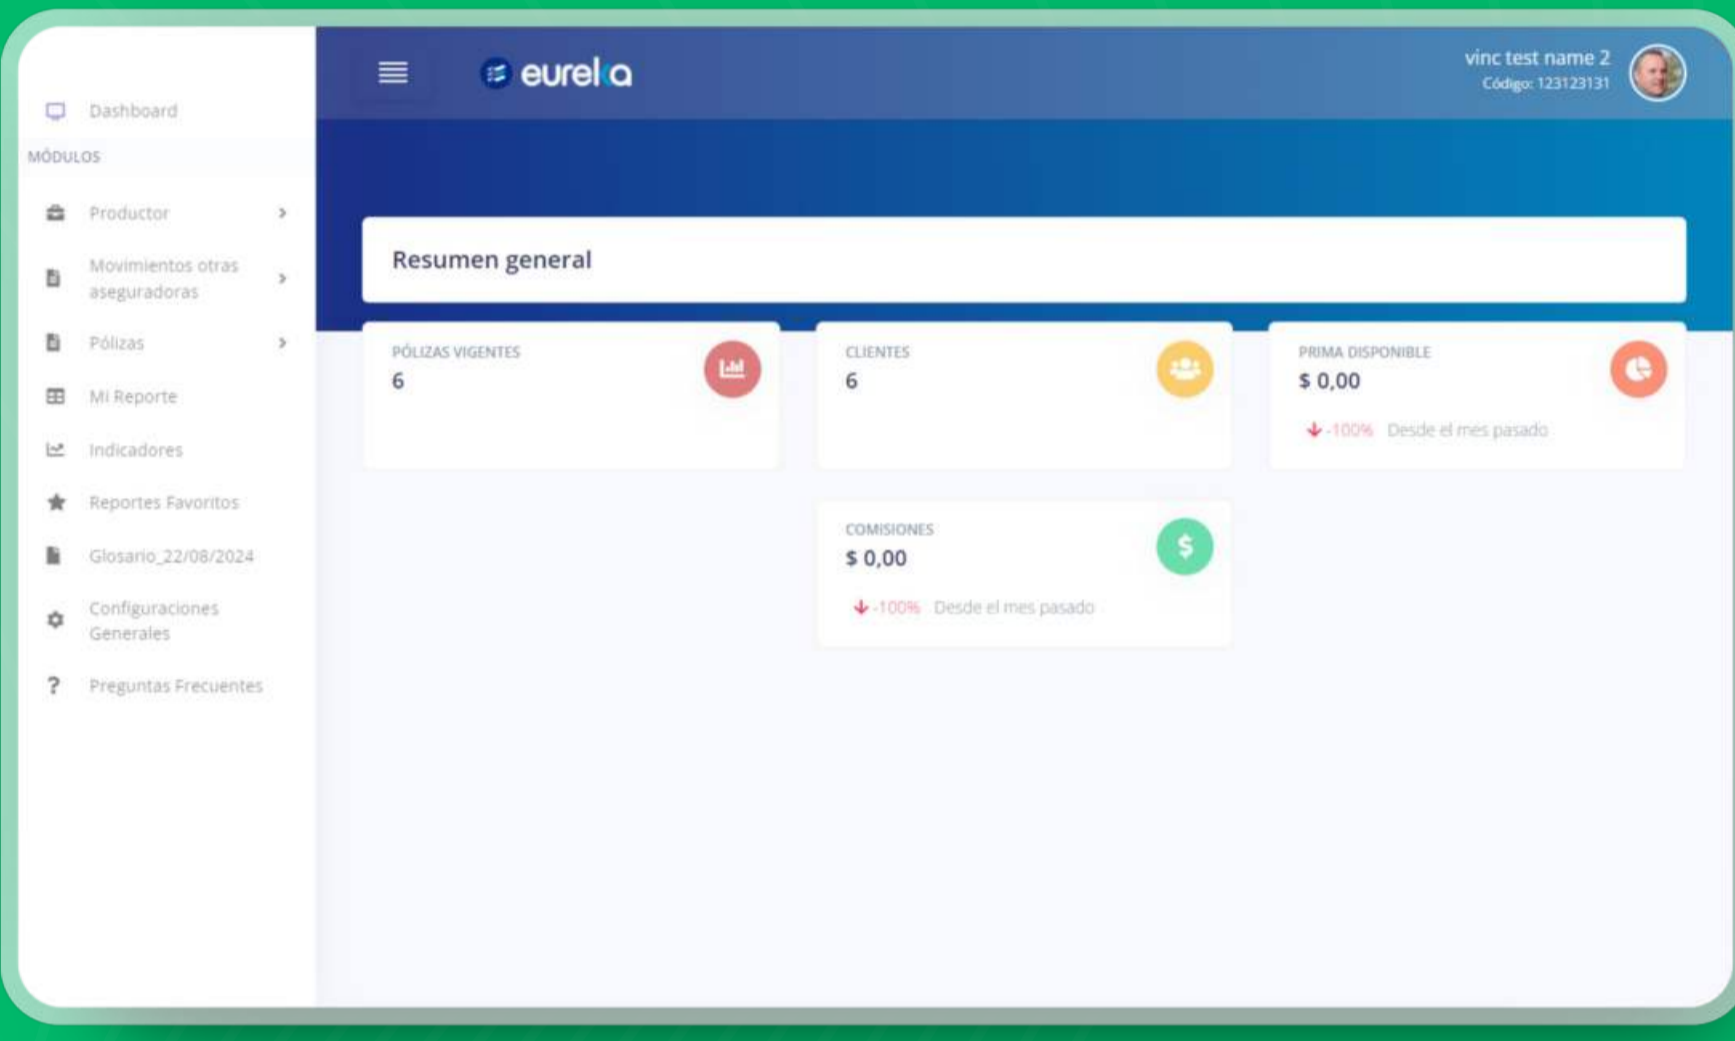 eureka
vinc test name 2
Código: 123123131
Dashboard
MÓDULOS
Productor
Movimientos otras
aseguradoras
Pólizas
Mi Reporte
Indicadores
Reportes Favoritos
Glosario_22/08/2024
Configuraciones
Generales
? Preguntas Frecuentes
Resumen general
PÓLIZAS VIGENTES
6
CLIENTES
6
PRIMA DISPONIBLE
$ 0,00
-100% Desde el mes pasado
COMISIONES
$ 0,00
$
-100% Desde el mes pasado